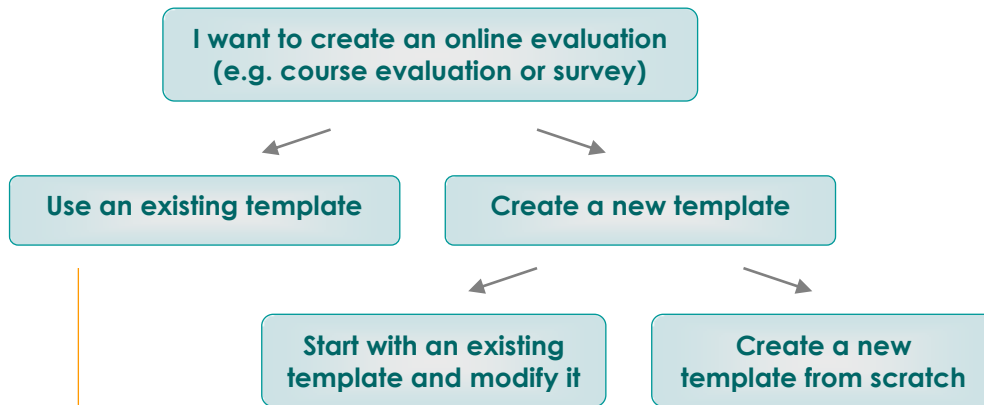 I want to create an online evaluation
(e.g. course evaluation or survey)
Use an existing template
Create a new template
Start with an existing
template and modify it
Create a new
template from scratch